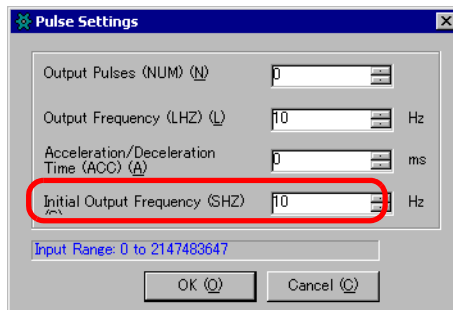 Pulse Settings
Output Pulses (NUM) (N)
0
Output Frequency (LHZ) (L)
10
Hz
Acceleration/Deceleration
Time (ACC) (A)
0
ms
Initial Output Frequency (SHZ)
10
Hz
Input Range: 0 to 2147483647
OK (O)
Cancel (C)